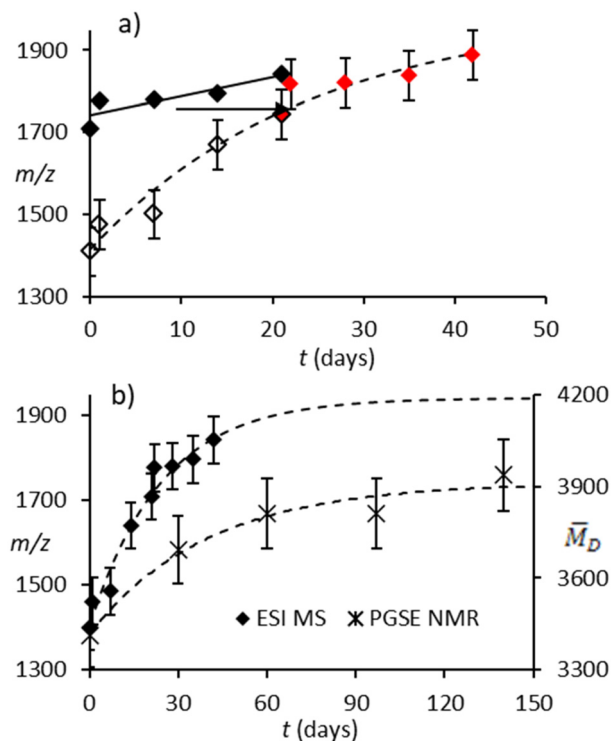 a)
1900
1700
m/z
1500
1300
0 10 20 30 40 50
t (days)
b)
1900 4200
1700 3900
m/z M̄_D
1500 3600
ESI MS PGSE NMR
1300 3300
0 30 60 90 120 150
t (days)